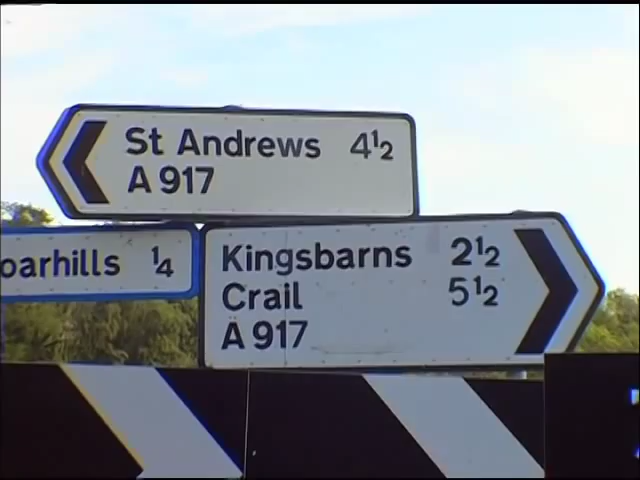 St Andrews 4½
A 917
oarhills ¼
Kingsbarns 2½
Crail 5½
A 917